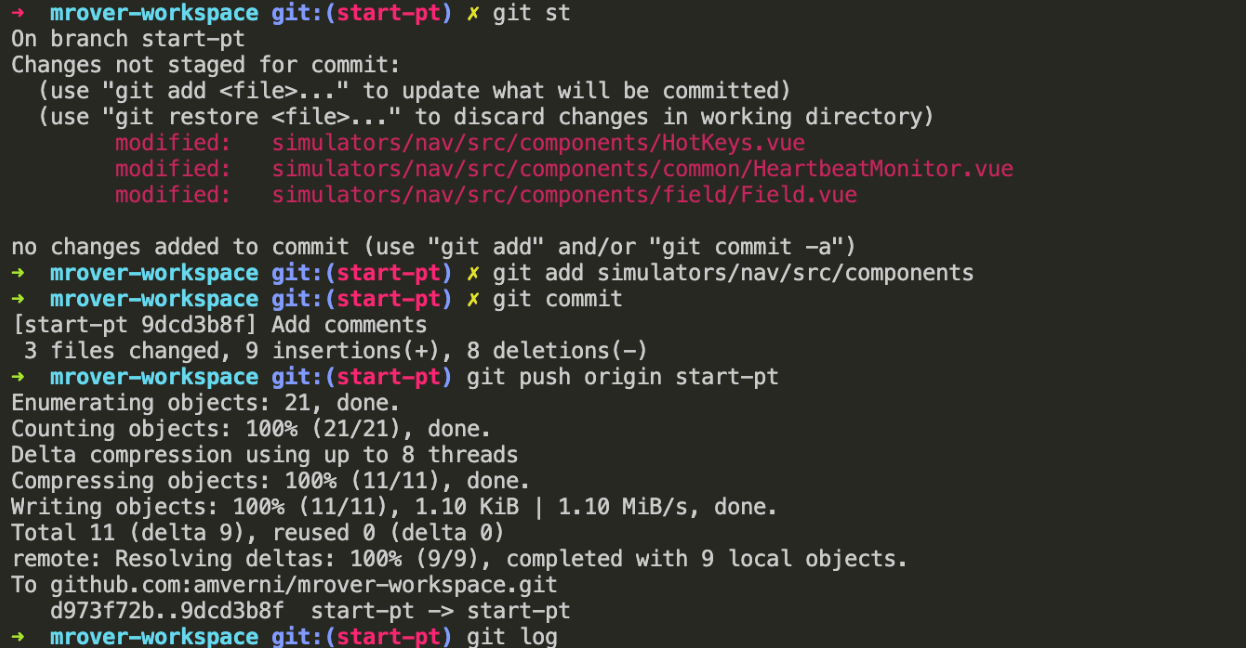 ➜  mrover-workspace git:(start-pt) ✗ git st
On branch start-pt
Changes not staged for commit:
  (use "git add <file>..." to update what will be committed)
  (use "git restore <file>..." to discard changes in working directory)
        modified:   simulators/nav/src/components/HotKeys.vue
        modified:   simulators/nav/src/components/common/HeartbeatMonitor.vue
        modified:   simulators/nav/src/components/field/Field.vue

no changes added to commit (use "git add" and/or "git commit -a")
➜  mrover-workspace git:(start-pt) ✗ git add simulators/nav/src/components
➜  mrover-workspace git:(start-pt) ✗ git commit
[start-pt 9dcd3b8f] Add comments
 3 files changed, 9 insertions(+), 8 deletions(-)
➜  mrover-workspace git:(start-pt) git push origin start-pt
Enumerating objects: 21, done.
Counting objects: 100% (21/21), done.
Delta compression using up to 8 threads
Compressing objects: 100% (11/11), done.
Writing objects: 100% (11/11), 1.10 KiB | 1.10 MiB/s, done.
Total 11 (delta 9), reused 0 (delta 0)
remote: Resolving deltas: 100% (9/9), completed with 9 local objects.
To github.com:amverni/mrover-workspace.git
   d973f72b..9dcd3b8f  start-pt -> start-pt
➜  mrover-workspace git:(start-pt) git log